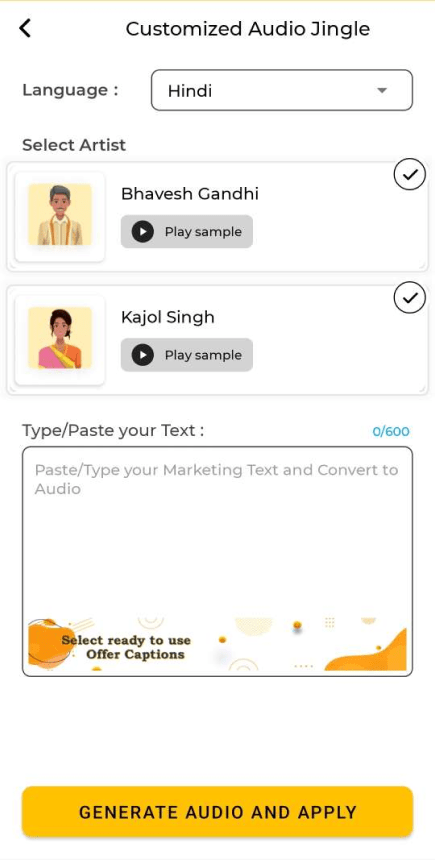 Customized Audio Jingle
Language :
Hindi
Select Artist
Bhavesh Gandhi
Play sample
Kajol Singh
Play sample
Type/Paste your Text :
0/600
Paste/Type your Marketing Text and Convert to
Audio
Select ready to use
Offer Captions
GENERATE AUDIO AND APPLY